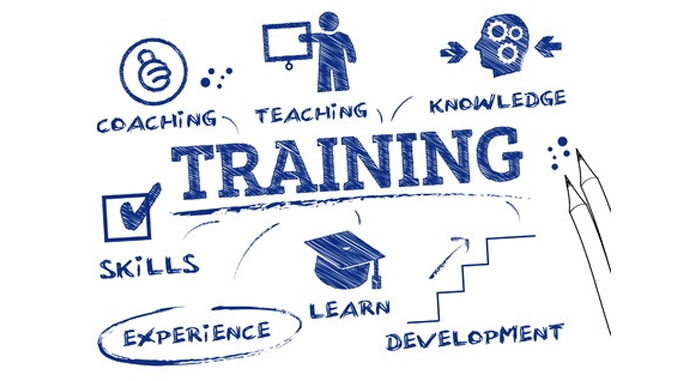 COACHiNG
TEACHiNG
KNOWLEDGE
TRAINING
SKiLLS
LEARN
EXPERiENCE
DEVELOPMENT